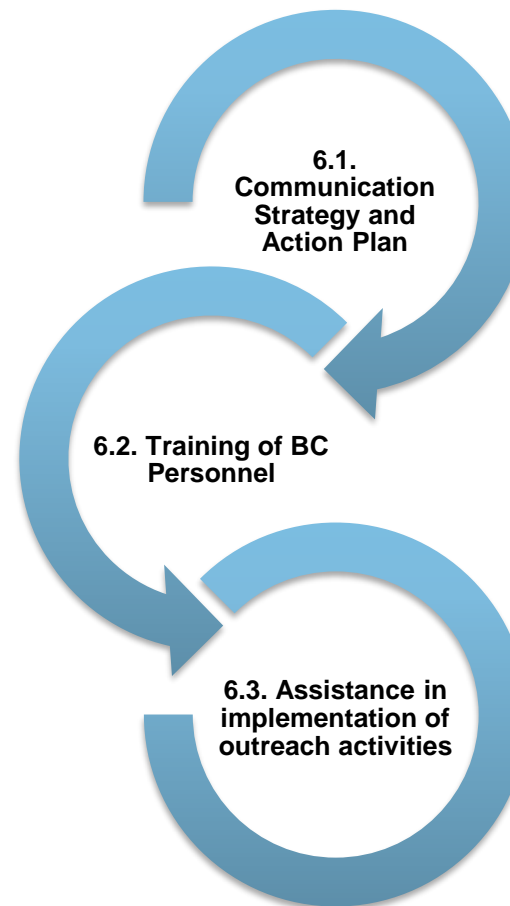 6.1.
Communication
Strategy and
Action Plan
6.2. Training of BC
Personnel
6.3. Assistance in
implementation of
outreach activities